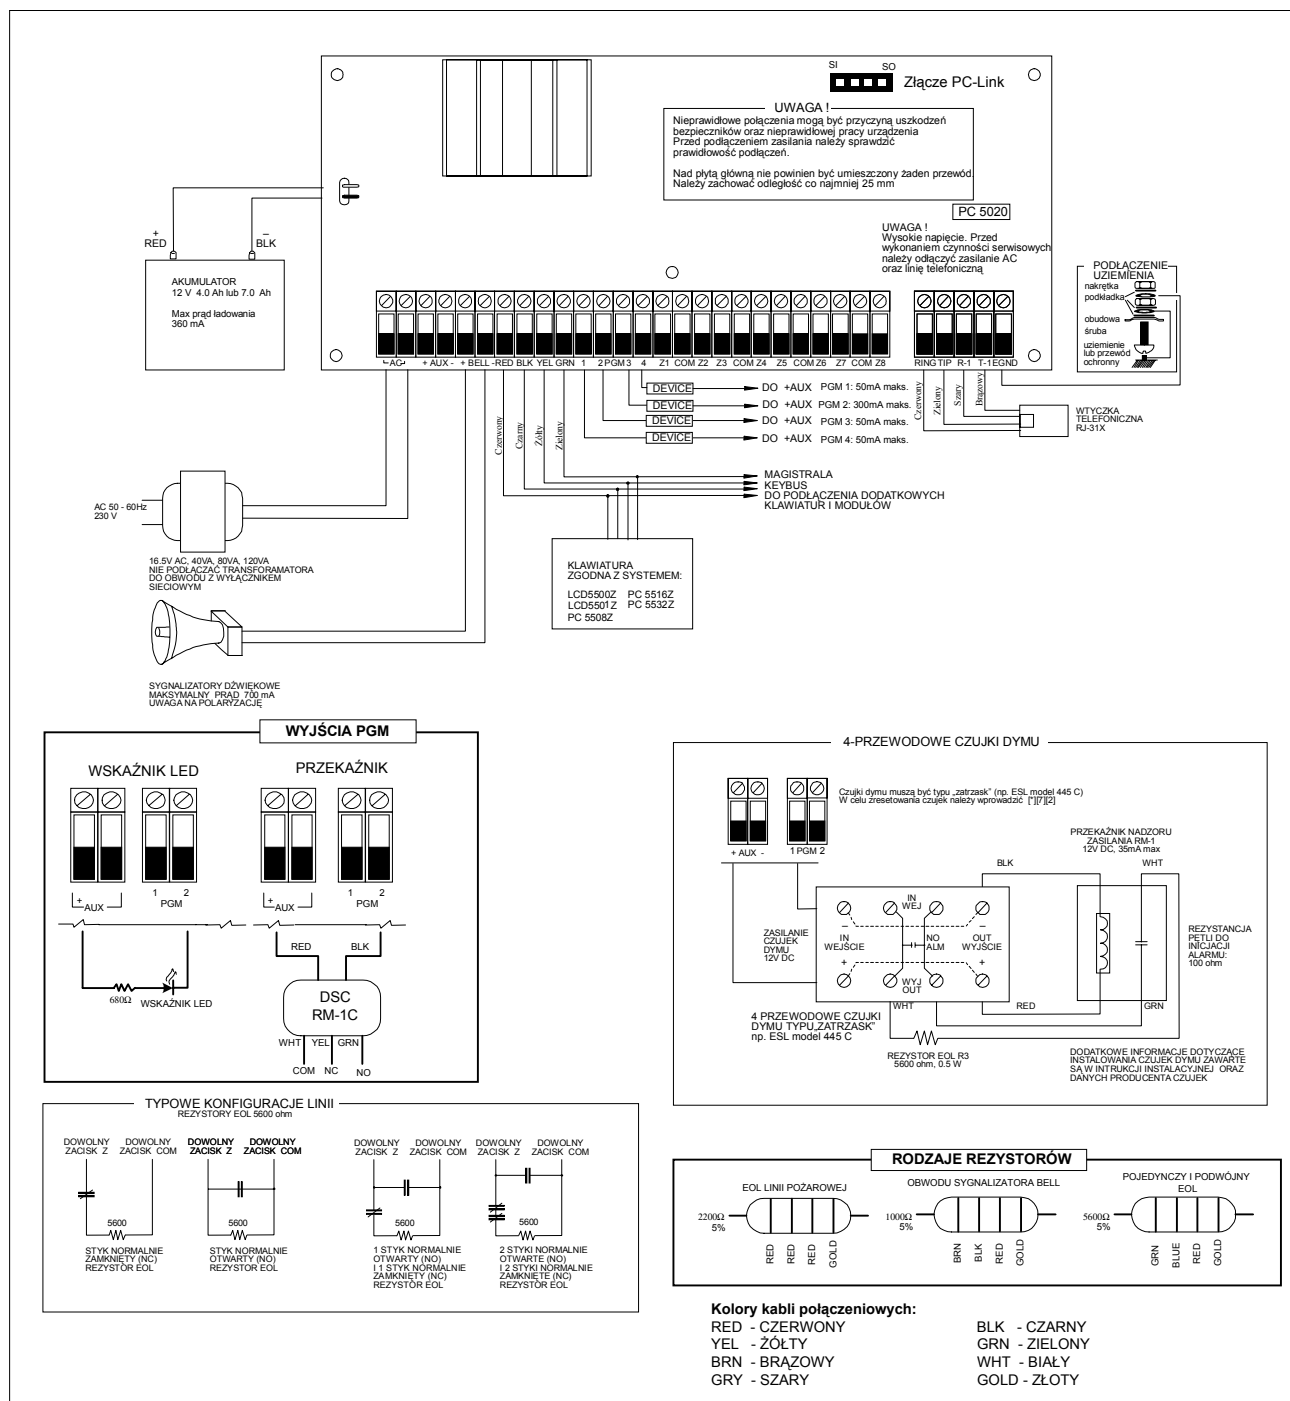 SI SO
Złącze PC-Link
UWAGA !
Nieprawidłowe połączenia mogą być przyczyną uszkodzeń
bezpieczników oraz nieprawidłowej pracy urządzenia
Przed podłączeniem zasilania należy sprawdzić
prawidłowość podłączeń.
Nad płytą główną nie powinien być umieszczony żaden przewód.
Należy zachować odległość co najmniej 25 mm
PC 5020
UWAGA !
Wysokie napięcie. Przed
wykonaniem czynności serwisowych
należy odłączyć zasilanie AC
oraz linię telefoniczną
+ –
RED BLK
AKUMULATOR
12 V 4.0 Ah lub 7.0 Ah
Max prąd ładowania
360 mA
PODŁĄCZENIE
UZIEMIENIA
nakrętka
podkładka
obudowa
śruba
uziemienie
lub przewód
ochronny
AC + AUX - + BELL - RED BLK YEL GRN 1 2 PGM 3 4 Z1 COM Z2 Z3 COM Z4 Z5 COM Z6 Z7 COM Z8 RING TIP R-1 T-1 EGND
Czerwony
Czarny
Żółty
Zielony
DEVICE DO +AUX PGM 1: 50mA maks.
DEVICE DO +AUX PGM 2: 300mA maks.
DEVICE DO +AUX PGM 3: 50mA maks.
DEVICE DO +AUX PGM 4: 50mA maks.
Czerwony
Zielony
Szary
Brązowy
WTYCZKA
TELEFONICZNA
RJ-31X
MAGISTRALA
KEYBUS
DO PODŁĄCZENIA DODATKOWYCH
KLAWIATUR I MODUŁÓW
AC 50 - 60Hz
230 V
16.5V AC, 40VA, 80VA, 120VA
NIE PODŁĄCZAĆ TRANSFORAMATORA
DO OBWODU Z WYŁĄCZNIKEM
SIECIOWYM
KLAWIATURA
ZGODNA Z SYSTEMEM:
LCD5500Z PC 5516Z
LCD5501Z PC 5532Z
PC 5508Z
SYGNALIZATORY DŹWIĘKOWE
MAKSYMALNY PRĄD 700 mA
UWAGA NA POLARYZACJĘ
WYJŚCIA PGM
WSKAŹNIK LED PRZEKAŹNIK
+ AUX - 1 2 PGM
+ AUX - 1 2 PGM
RED BLK
680Ω
WSKAŹNIK LED
DSC
RM-1C
WHT YEL GRN
COM NC NO
4-PRZEWODOWE CZUJKI DYMU
Czujki dymu muszą być typu „zatrzask” (np. ESL model 445 C)
W celu zresetowania czujek należy wprowadzić [*][7][2]
+ AUX - 1 PGM 2
PRZEKAŹNIK NADZORU
ZASILANIA RM-1
12V DC, 35mA max
BLK WHT
IN
WEJ
– –
IN
WEJŚCIE
NO
ALM
OUT
WYJŚCIE
+ +
WYJ
OUT
ZASILANIE
CZUJEK
DYMU
12V DC
REZYSTANCJA
PĘTLI DO
INICJACJI
ALARMU:
100 ohm
WHT RED GRN
4 PRZEWODOWE CZUJKI
DYMU TYPU„ZATRZASK”
np. ESL model 445 C
REZYSTOR EOL R3
5600 ohm, 0.5 W
DODATKOWE INFORMACJE DOTYCZĄCE
INSTALOWANIA CZUJEK DYMU ZAWARTE
SĄ W INTRUKCJI INSTALACYJNEJ ORAZ
DANYCH PRODUCENTA CZUJEK
TYPOWE KONFIGURACJE LINII
REZYSTORY EOL 5600 ohm
DOWOLNY DOWOLNY DOWOLNY DOWOLNY DOWOLNY DOWOLNY DOWOLNY DOWOLNY
ZACISK Z ZACISK COM ZACISK Z ZACISK COM ZACISK Z ZACISK COM ZACISK Z ZACISK COM
5600 5600 5600 5600
STYK NORMALNIE
ZAMKNIĘTY (NC)
REZYSTOR EOL
STYK NORMALNIE
OTWARTY (NO)
REZYSTOR EOL
1 STYK NORMALNIE
OTWARTY (NO)
I 1 STYK NORMALNIE
ZAMKNIĘTY (NC)
REZYSTOR EOL
2 STYKI NORMALNIE
OTWARTE (NO)
I 2 STYKI NORMALNIE
ZAMKNIĘTE (NC)
REZYSTOR EOL
RODZAJE REZYSTORÓW
EOL LINII POŻAROWEJ
2200Ω
5%
RED RED RED GOLD
OBWODU SYGNALIZATORA BELL
1000Ω
5%
BRN BLK RED GOLD
POJEDYNCZY I PODWÓJNY
EOL
5600Ω
5%
GRN BLUE RED GOLD
Kolory kabli połączeniowych:
RED - CZERWONY BLK - CZARNY
YEL - ŻÓŁTY GRN - ZIELONY
BRN - BRĄZOWY WHT - BIAŁY
GRY - SZARY GOLD - ZŁOTY